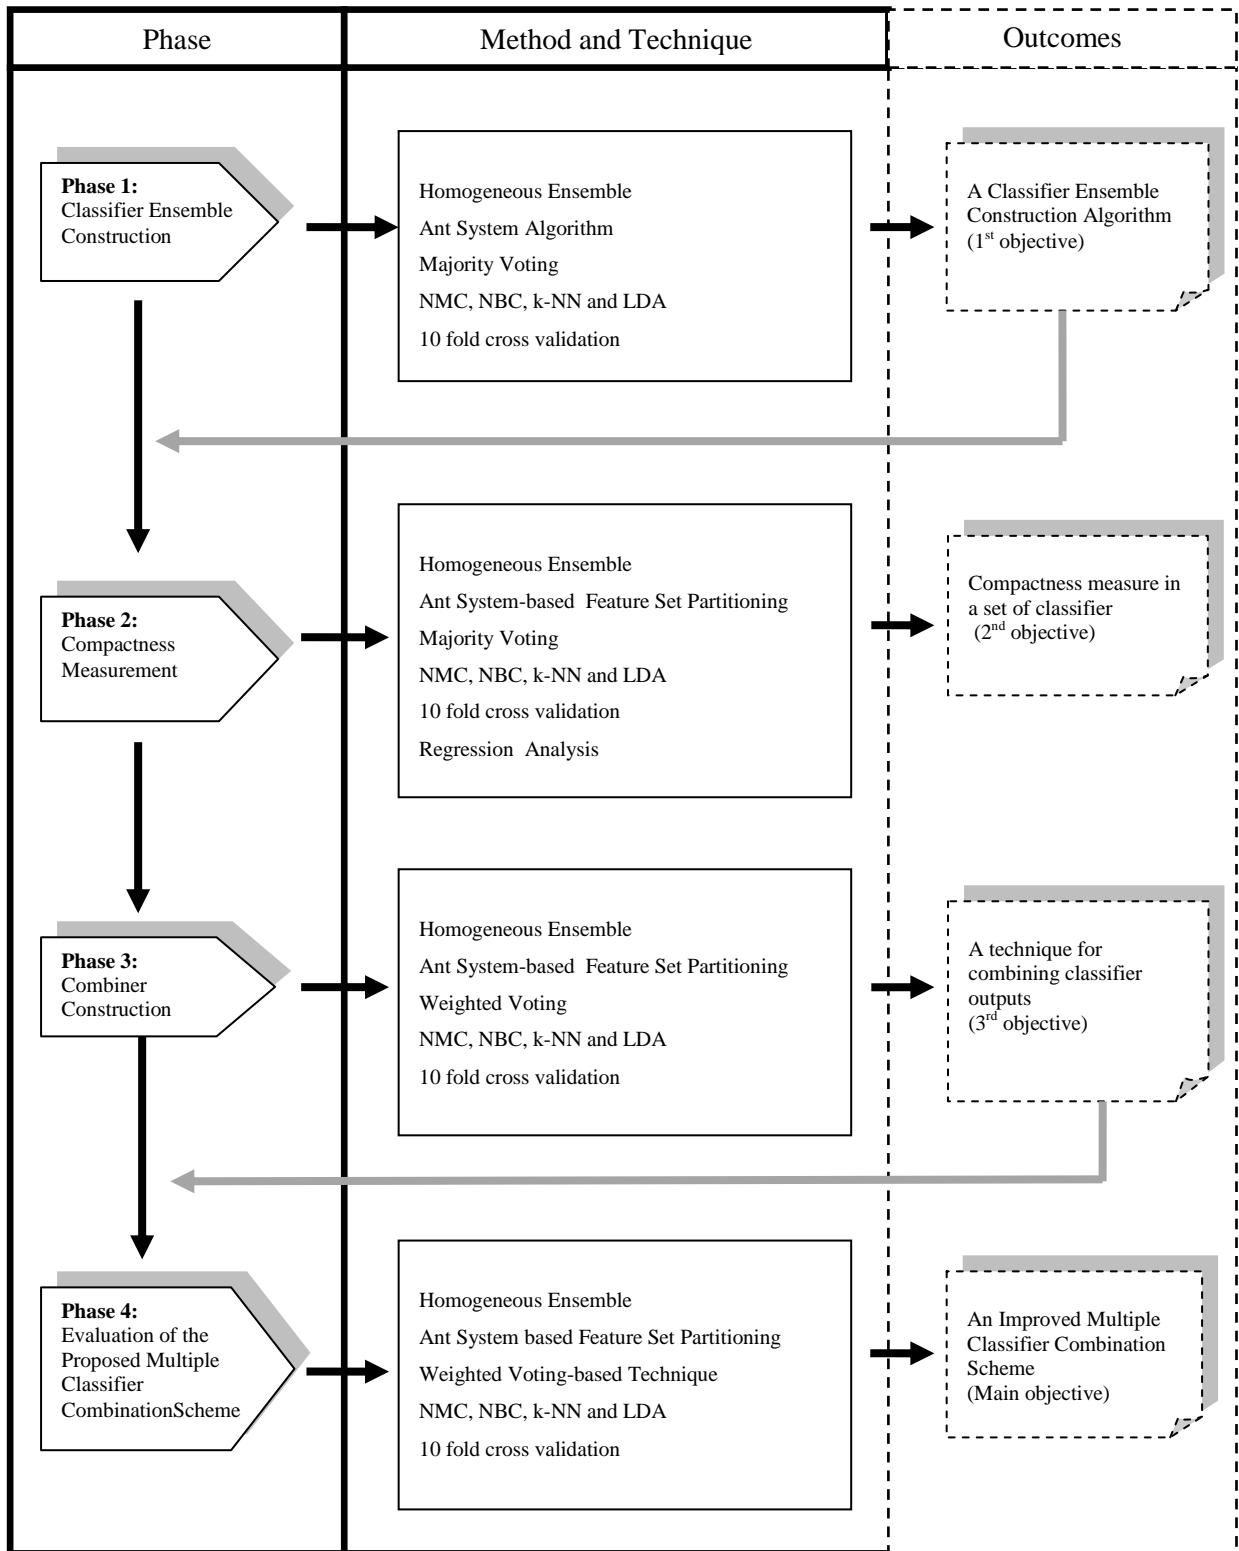 Phase
Method and Technique
Outcomes
Phase 1:
Classifier Ensemble
Construction
Homogeneous Ensemble
Ant System Algorithm
Majority Voting
NMC, NBC, k-NN and LDA
10 fold cross validation
A Classifier Ensemble
Construction Algorithm
(1st objective)
Phase 2:
Compactness
Measurement
Homogeneous Ensemble
Ant System-based Feature Set Partitioning
Majority Voting
NMC, NBC, k-NN and LDA
10 fold cross validation
Regression Analysis
Compactness measure in
a set of classifier
(2nd objective)
Phase 3:
Combiner
Construction
Homogeneous Ensemble
Ant System-based Feature Set Partitioning
Weighted Voting
NMC, NBC, k-NN and LDA
10 fold cross validation
A technique for
combining classifier
outputs
(3rd objective)
Phase 4:
Evaluation of the
Proposed Multiple
Classifier
CombinationScheme
Homogeneous Ensemble
Ant System based Feature Set Partitioning
Weighted Voting-based Technique
NMC, NBC, k-NN and LDA
10 fold cross validation
An Improved Multiple
Classifier Combination
Scheme
(Main objective)